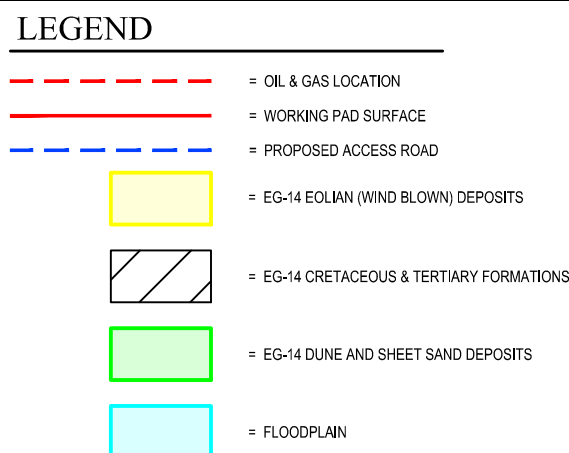 LEGEND
= OIL & GAS LOCATION
= WORKING PAD SURFACE
= PROPOSED ACCESS ROAD
= EG-14 EOLIAN (WIND BLOWN) DEPOSITS
= EG-14 CRETACEOUS & TERTIARY FORMATIONS
= EG-14 DUNE AND SHEET SAND DEPOSITS
= FLOODPLAIN